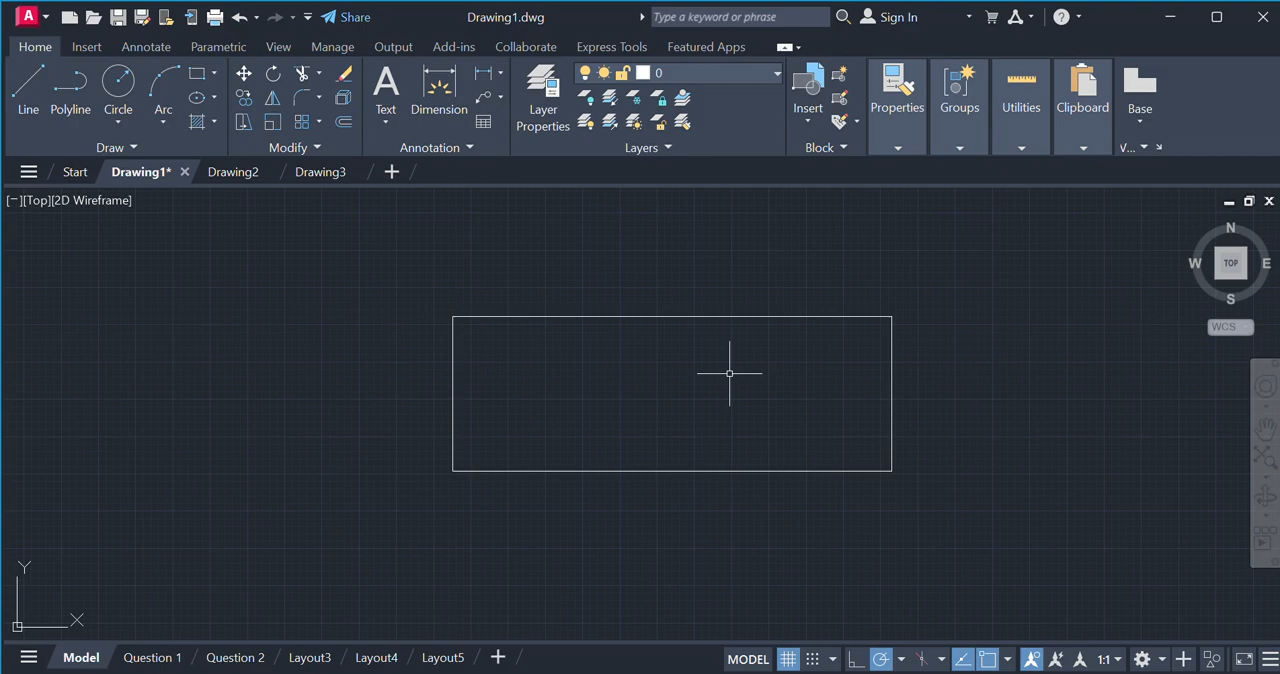 A Share Drawing1.dwg Type a keyword or phrase Sign In ?
Home Insert Annotate Parametric View Manage Output Add-ins Collaborate Express Tools Featured Apps
0
Line Polyline Circle Arc
A Text Dimension
Layer Properties
Insert Properties Groups Utilities Clipboard Base
Draw Modify Annotation Layers Block V...
Start Drawing1* Drawing2 Drawing3
[−][Top][2D Wireframe]
N
W TOP E
S
WCS
Y
X
Model Question 1 Question 2 Layout3 Layout4 Layout5
MODEL 1:1